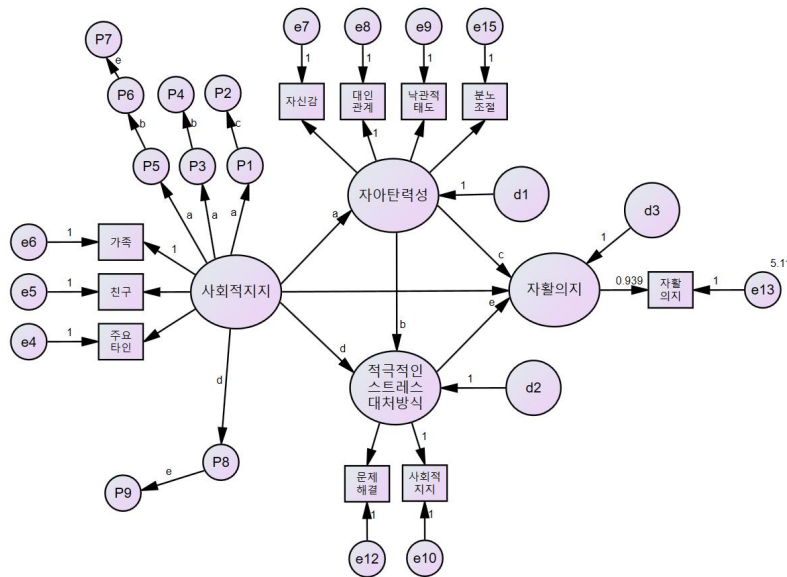 e7
e8
e9
e15
1
1
1
1
자신감
대인
관계
낙관적
태도
분노
조절
1
P7
e
P6
b
P5
P4
b
P3
P2
c
P1
a
a
a
자아탄력성
1
d1
d3
1
e6
1
가족
1
e5
1
친구
e4
1
주요
타인
사회적지지
a
c
자활의지
0.939
자활
의지
1
e13
e
b
d
적극적인
스트레스
대처방식
1
d2
d
P8
e
P9
1
문제
해결
사회적
지지
1
1
e12
e10